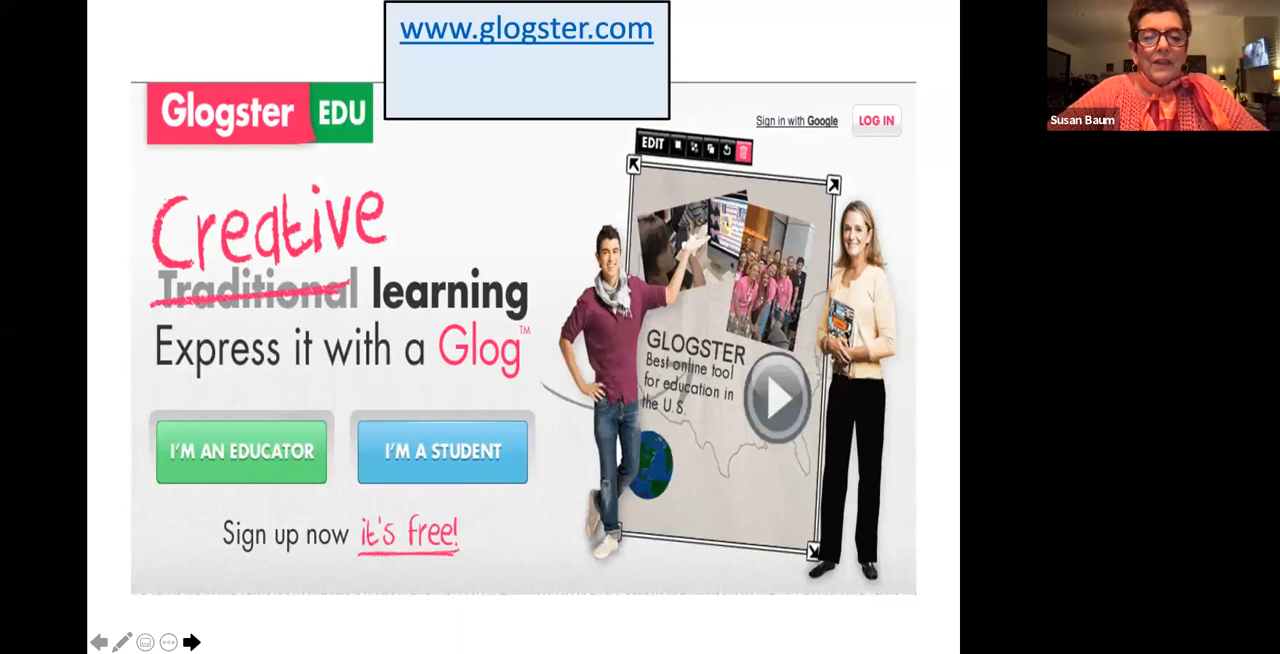 www.glogster.com
Glogster EDU
Sign in with Google
LOG IN
Susan Baum
EDIT
Creative
Traditional learning
Express it with a Glog™
GLOGSTER
Best online tool
for education in
the U.S.
I'M AN EDUCATOR
I'M A STUDENT
Sign up now it's free!